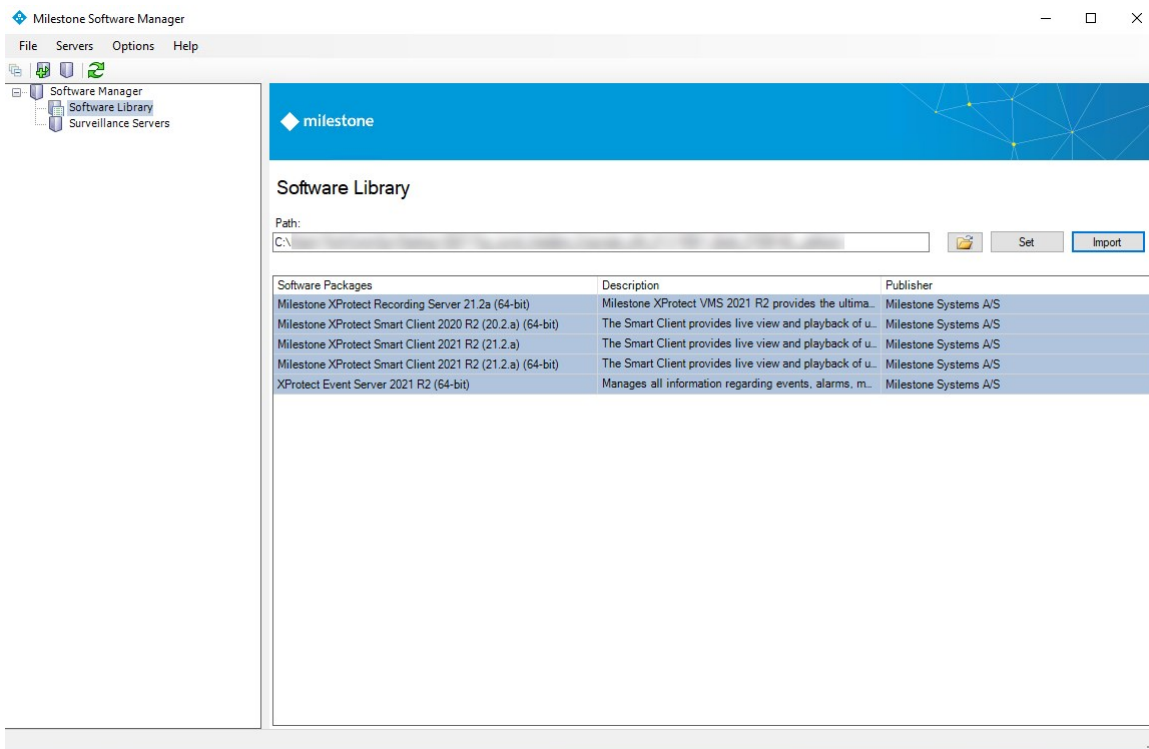 Milestone Software Manager
File Servers Options Help
Software Manager
Software Library
Surveillance Servers
milestone
Software Library
Path:
C:\
Set
Import
Software Packages Description Publisher
Milestone XProtect Recording Server 21.2a (64-bit) Milestone XProtect VMS 2021 R2 provides the ultima... Milestone Systems A/S
Milestone XProtect Smart Client 2020 R2 (20.2.a) (64-bit) The Smart Client provides live view and playback of u... Milestone Systems A/S
Milestone XProtect Smart Client 2021 R2 (21.2.a) The Smart Client provides live view and playback of u... Milestone Systems A/S
Milestone XProtect Smart Client 2021 R2 (21.2.a) (64-bit) The Smart Client provides live view and playback of u... Milestone Systems A/S
XProtect Event Server 2021 R2 (64-bit) Manages all information regarding events, alarms, m... Milestone Systems A/S